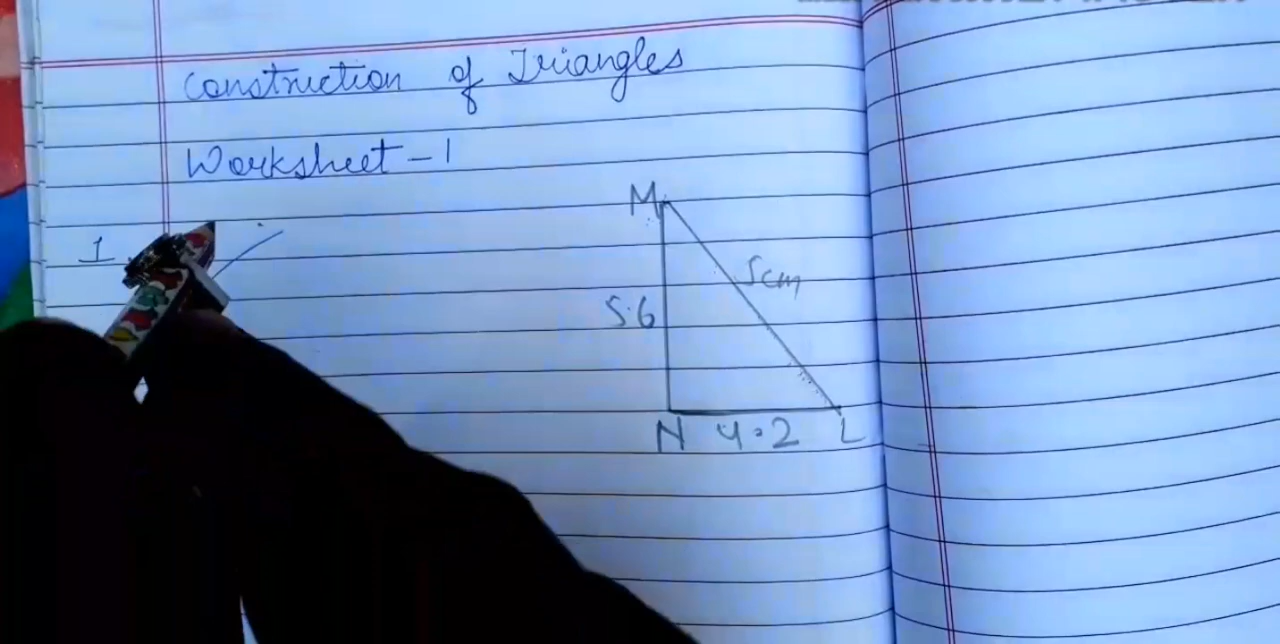 Construction of Triangles
Worksheet - 1
1.
M
5cm
5.6
N 4.2 L